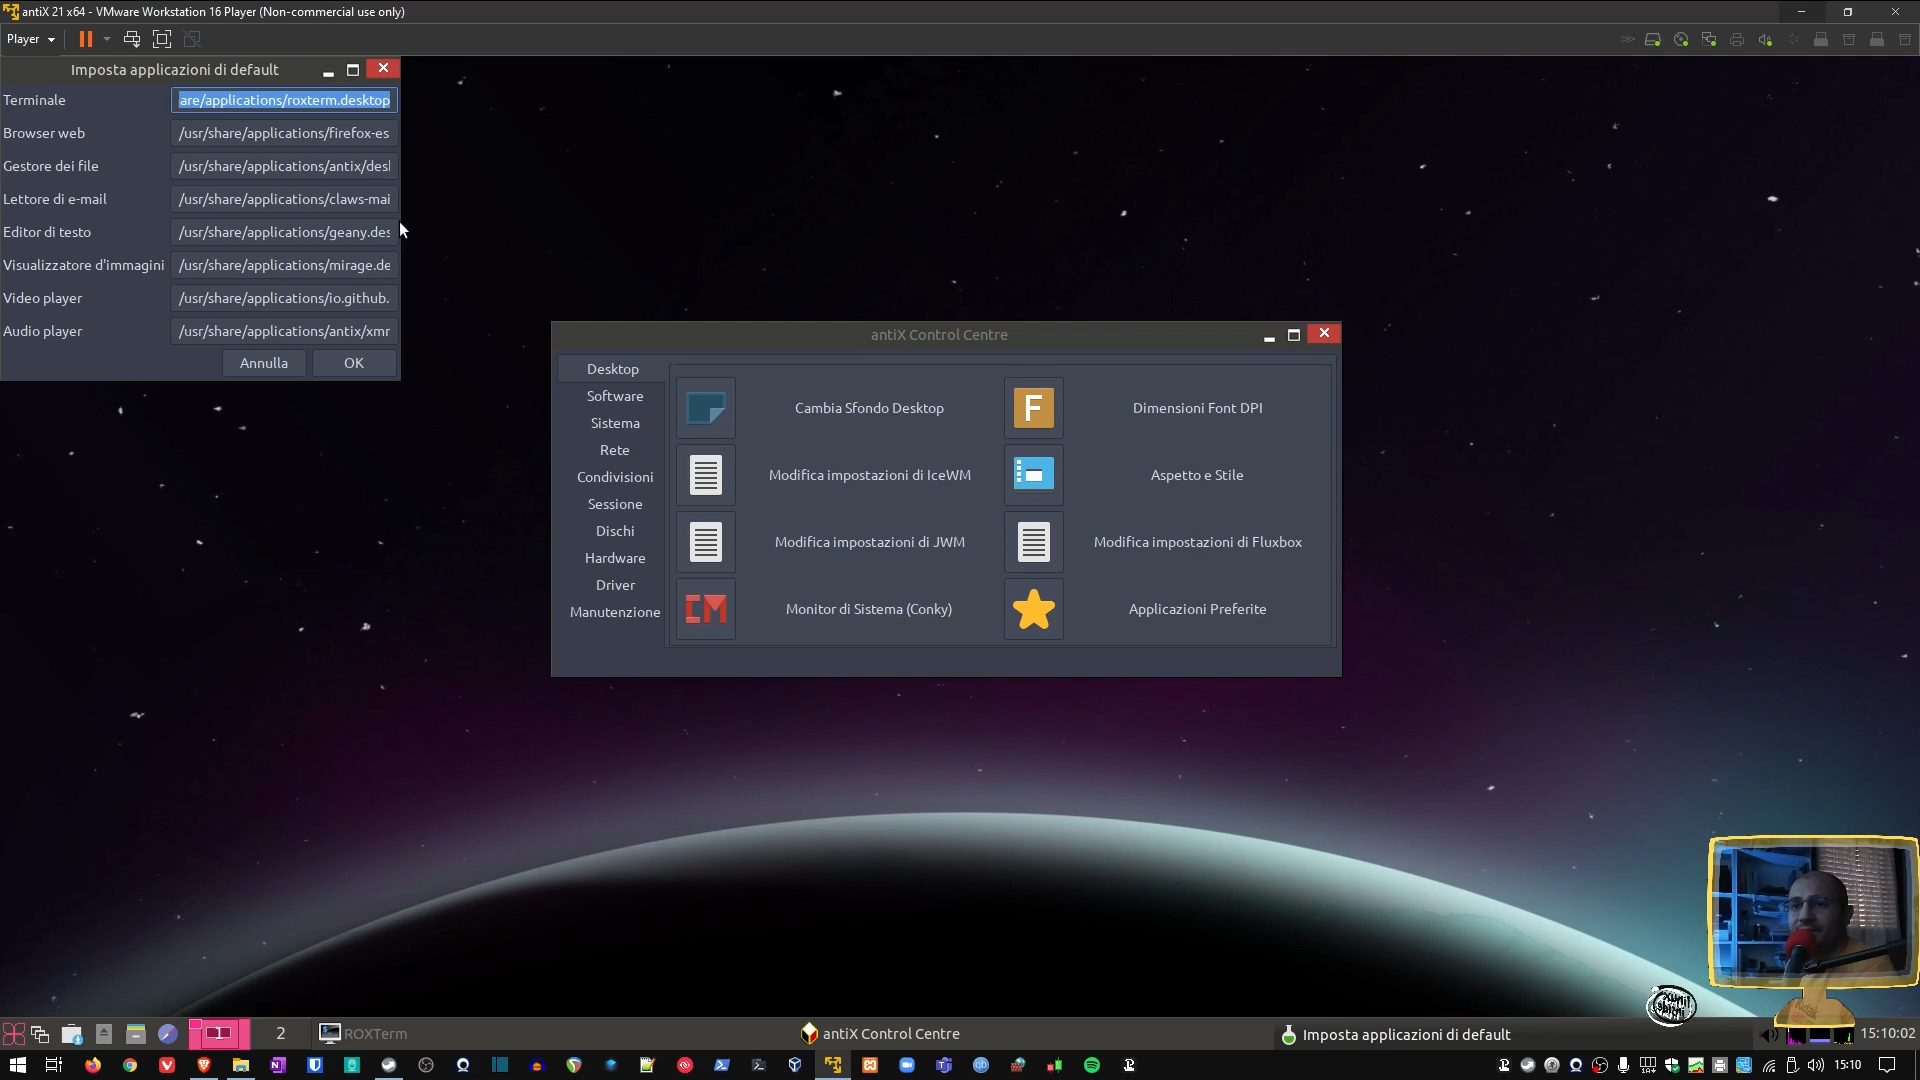 antiX 21 x64 - VMware Workstation 16 Player (Non-commercial use only)
Player
Imposta applicazioni di default
Terminale
are/applications/roxterm.desktop
Browser web
/usr/share/applications/firefox-es
Gestore dei file
/usr/share/applications/antix/desk
Lettore di e-mail
/usr/share/applications/claws-mai
Editor di testo
/usr/share/applications/geany.des
Visualizzatore d'immagini
/usr/share/applications/mirage.de
Video player
/usr/share/applications/io.github.
Audio player
/usr/share/applications/antix/xmr
Annulla
OK
antiX Control Centre
Desktop
Software
Sistema
Rete
Condivisioni
Sessione
Dischi
Hardware
Driver
Manutenzione
Cambia Sfondo Desktop
F
Dimensioni Font DPI
Modifica impostazioni di IceWM
Aspetto e Stile
Modifica impostazioni di JWM
Modifica impostazioni di Fluxbox
CM
Monitor di Sistema (Conky)
Applicazioni Preferite
1
2
ROXTerm
antiX Control Centre
Imposta applicazioni di default
15:10:02
15:10